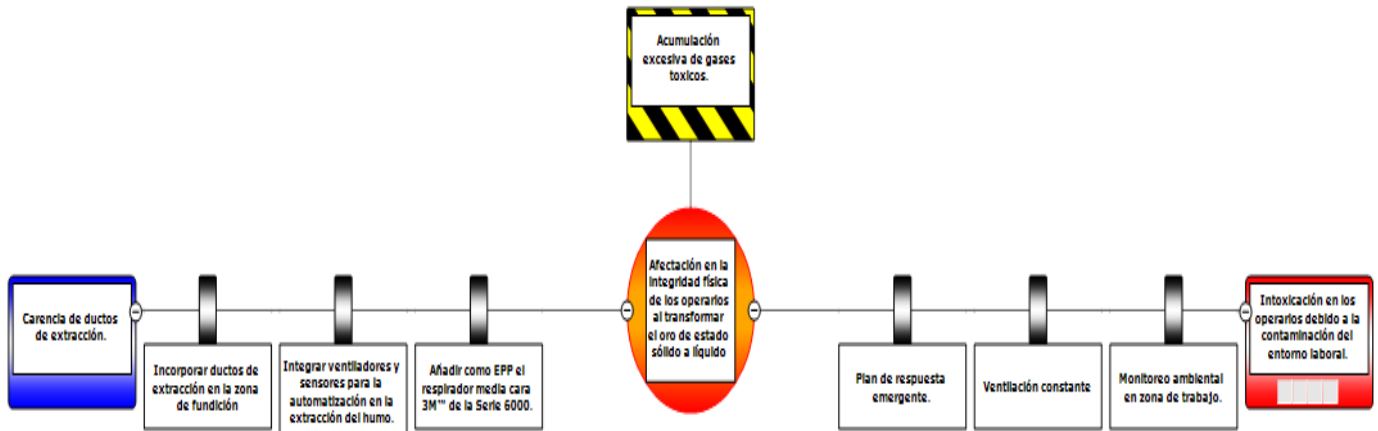 Acumulación
excesiva de gases
toxicos.
Carencia de ductos
de extracción.
Incorporar ductos de
extracción en la zona
de fundición
Integrar ventiladores y
sensores para la
automatización en la
extracción del humo.
Añadir como EPP el
respirador media cara
3M™ de la Serie 6000.
Afectación en la
integridad física
de los operarios
al transformar
el oro de estado
sólido a líquido
Plan de respuesta
emergente.
Ventilación constante
Monitoreo ambiental
en zona de trabajo.
Intoxicación en los
operarios debido a la
contaminación del
entorno laboral.